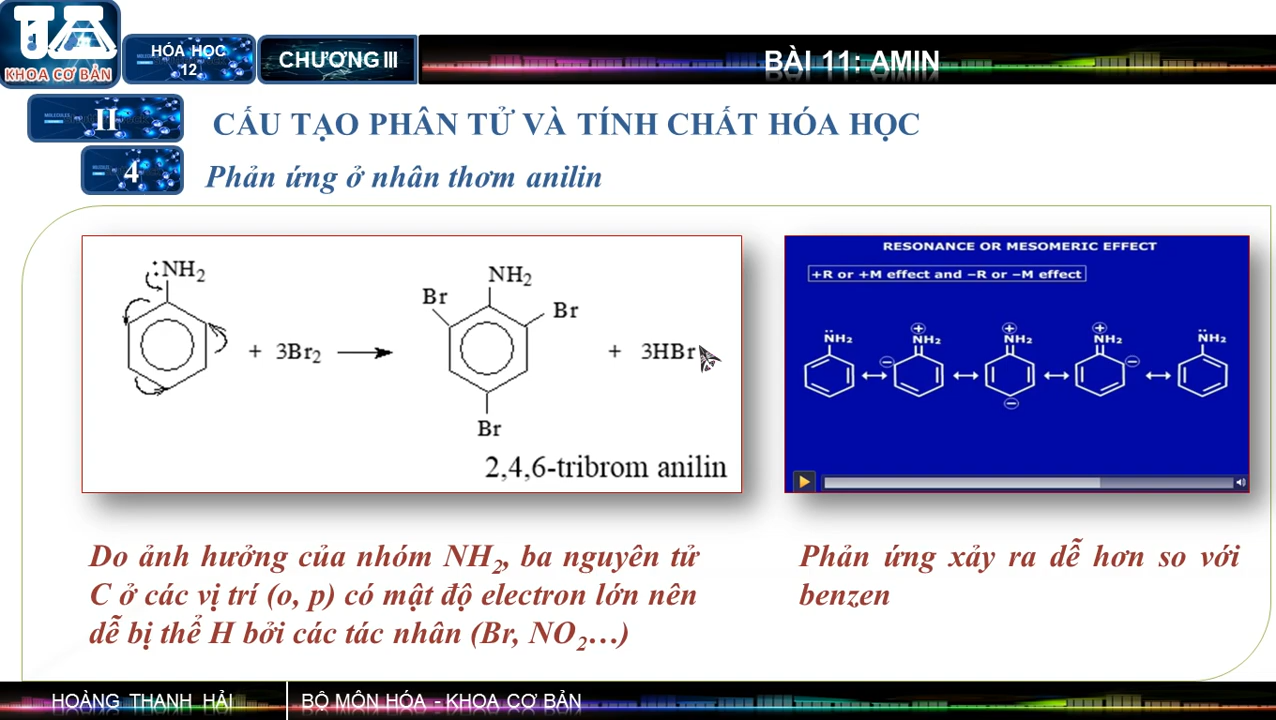 KHOA CƠ BẢN
HÓA HỌC
12
CHƯƠNG III
BÀI 11: AMIN
II
CẤU TẠO PHÂN TỬ VÀ TÍNH CHẤT HÓA HỌC
4
Phản ứng ở nhân thơm anilin
:NH2
+ 3Br2
NH2
Br
Br
Br
+ 3HBr
2,4,6-tribrom anilin
RESONANCE OR MESOMERIC EFFECT
+R or +M effect and –R or –M effect
NH2
NH2
NH2
NH2
NH2
Do ảnh hưởng của nhóm NH2, ba nguyên tử
C ở các vị trí (o, p) có mật độ electron lớn nên
dễ bị thể H bởi các tác nhân (Br, NO2…)
Phản ứng xảy ra dễ hơn so với
benzen
HOÀNG THANH HẢI
BỘ MÔN HÓA - KHOA CƠ BẢN